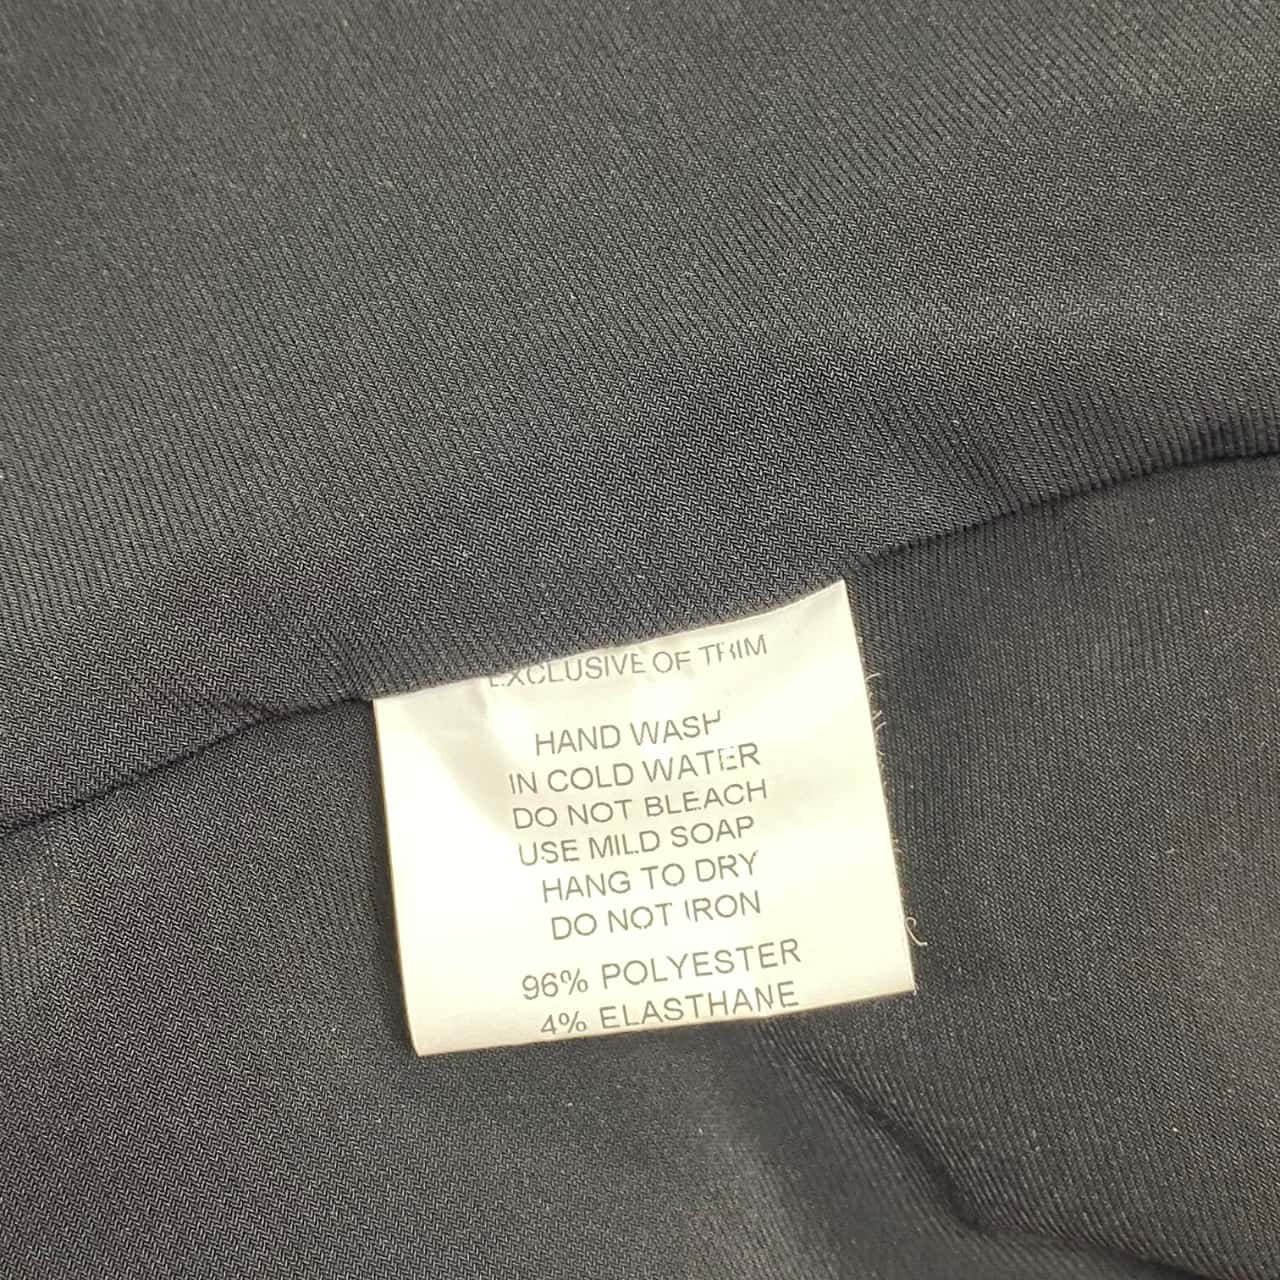 EXCLUSIVE OF TRIM
HAND WASH
IN COLD WATER
DO NOT BLEACH
USE MILD SOAP
HANG TO DRY
DO NOT IRON
96% POLYESTER
4% ELASTHANE